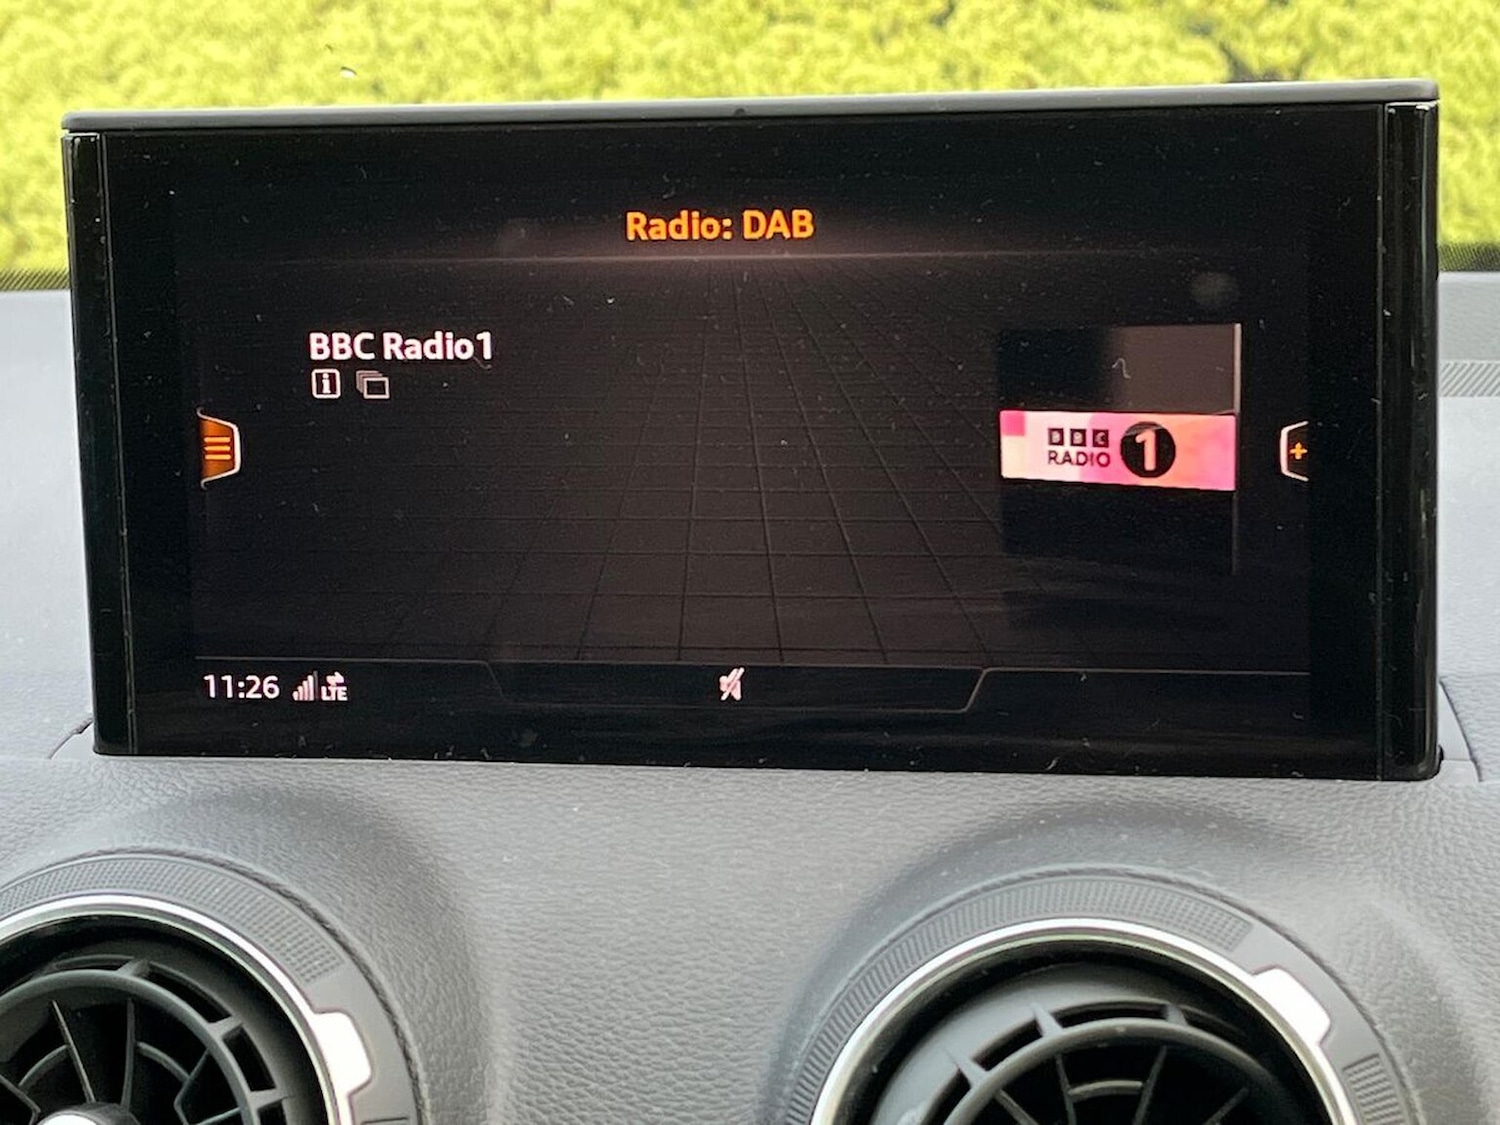 Radio: DAB
BBC Radio1
BBC
RADIO 1
11:26 LTE